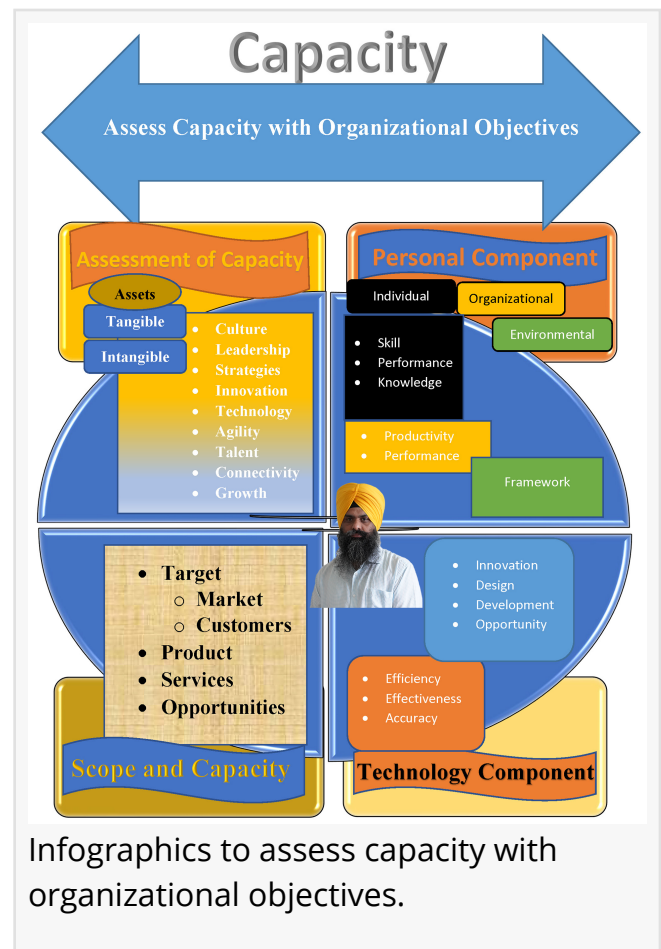 Capacity
Assess Capacity with Organizational Objectives
Assessment of Capacity
Assets
Tangible
Intangible
• Culture
• Leadership
• Strategies
• Innovation
• Technology
• Agility
• Talent
• Connectivity
• Growth
Personal Component
Individual
Organizational
Environmental
• Skill
• Performance
• Knowledge
• Productivity
• Performance
Framework
• Target
o Market
o Customers
• Product
• Services
• Opportunities
Scope and Capacity
• Innovation
• Design
• Development
• Opportunity
• Efficiency
• Effectiveness
• Accuracy
Technology Component
Infographics to assess capacity with
organizational objectives.